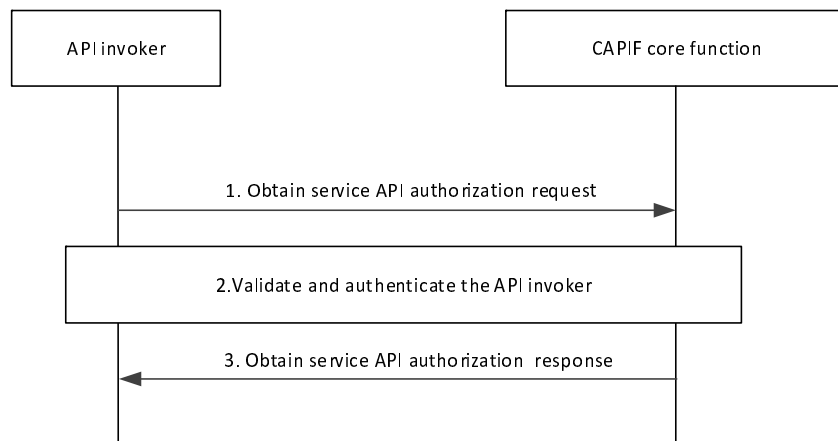 API invoker
CAPIF core function
1. Obtain service API authorization request
2.Validate and authenticate the API invoker
3. Obtain service API authorization response